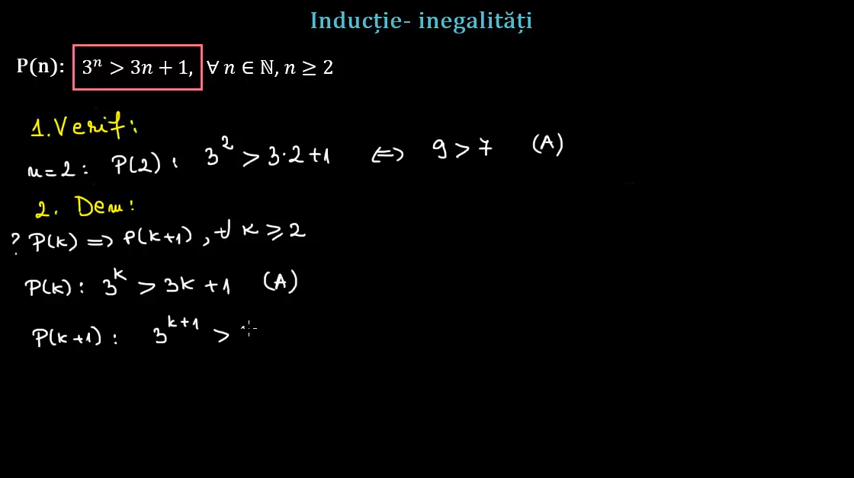 Inducție- inegalități
P(n): 3ⁿ > 3n + 1, ∀ n ∈ ℕ, n ≥ 2
1. Verif:
n=2 : P(2) : 3² > 3·2+1 ⇔ 9 > 7 (A)
2. Dem:
? P(k) ⇒ P(k+1), ∀ k ≥ 2
P(k) : 3ᵏ > 3k + 1 (A)
P(k+1) : 3ᵏ⁺¹ >